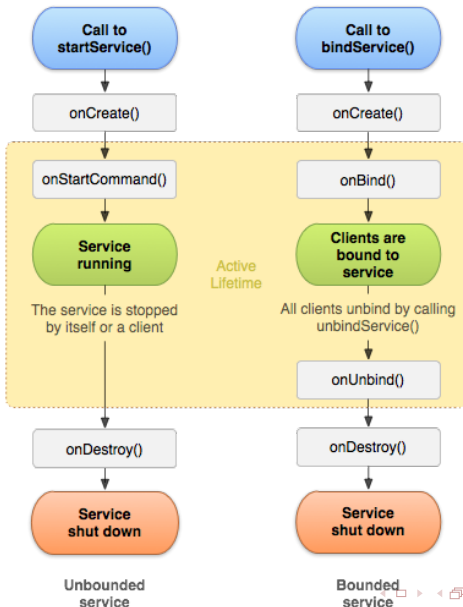 Call to
startService()
onCreate()
onStartCommand()
Service
running
The service is stopped
by itself or a client
onDestroy()
Service
shut down
Unbounded
service
Active
Lifetime
Call to
bindService()
onCreate()
onBind()
Clients are
bound to
service
All clients unbind by calling
unbindService()
onUnbind()
onDestroy()
Service
shut down
Bounded
service